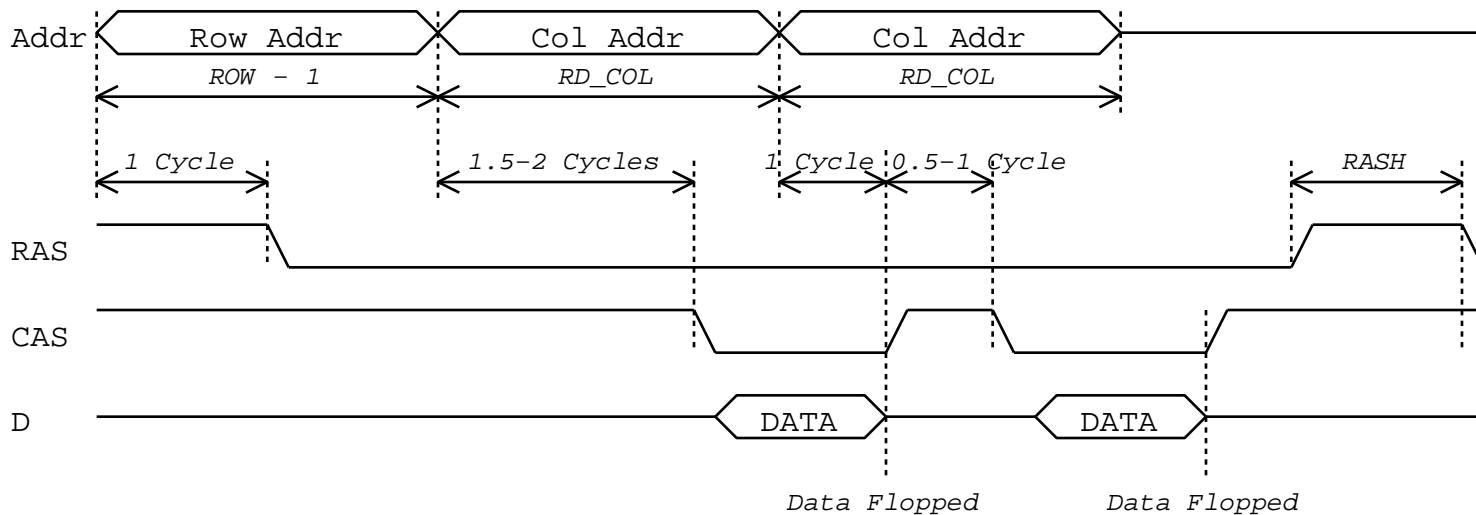 Addr Row Addr Col Addr Col Addr
ROW - 1 RD_COL RD_COL
1 Cycle 1.5-2 Cycles 1 Cycle 0.5-1 Cycle RASH
RAS
CAS
D DATA DATA
Data Flopped Data Flopped